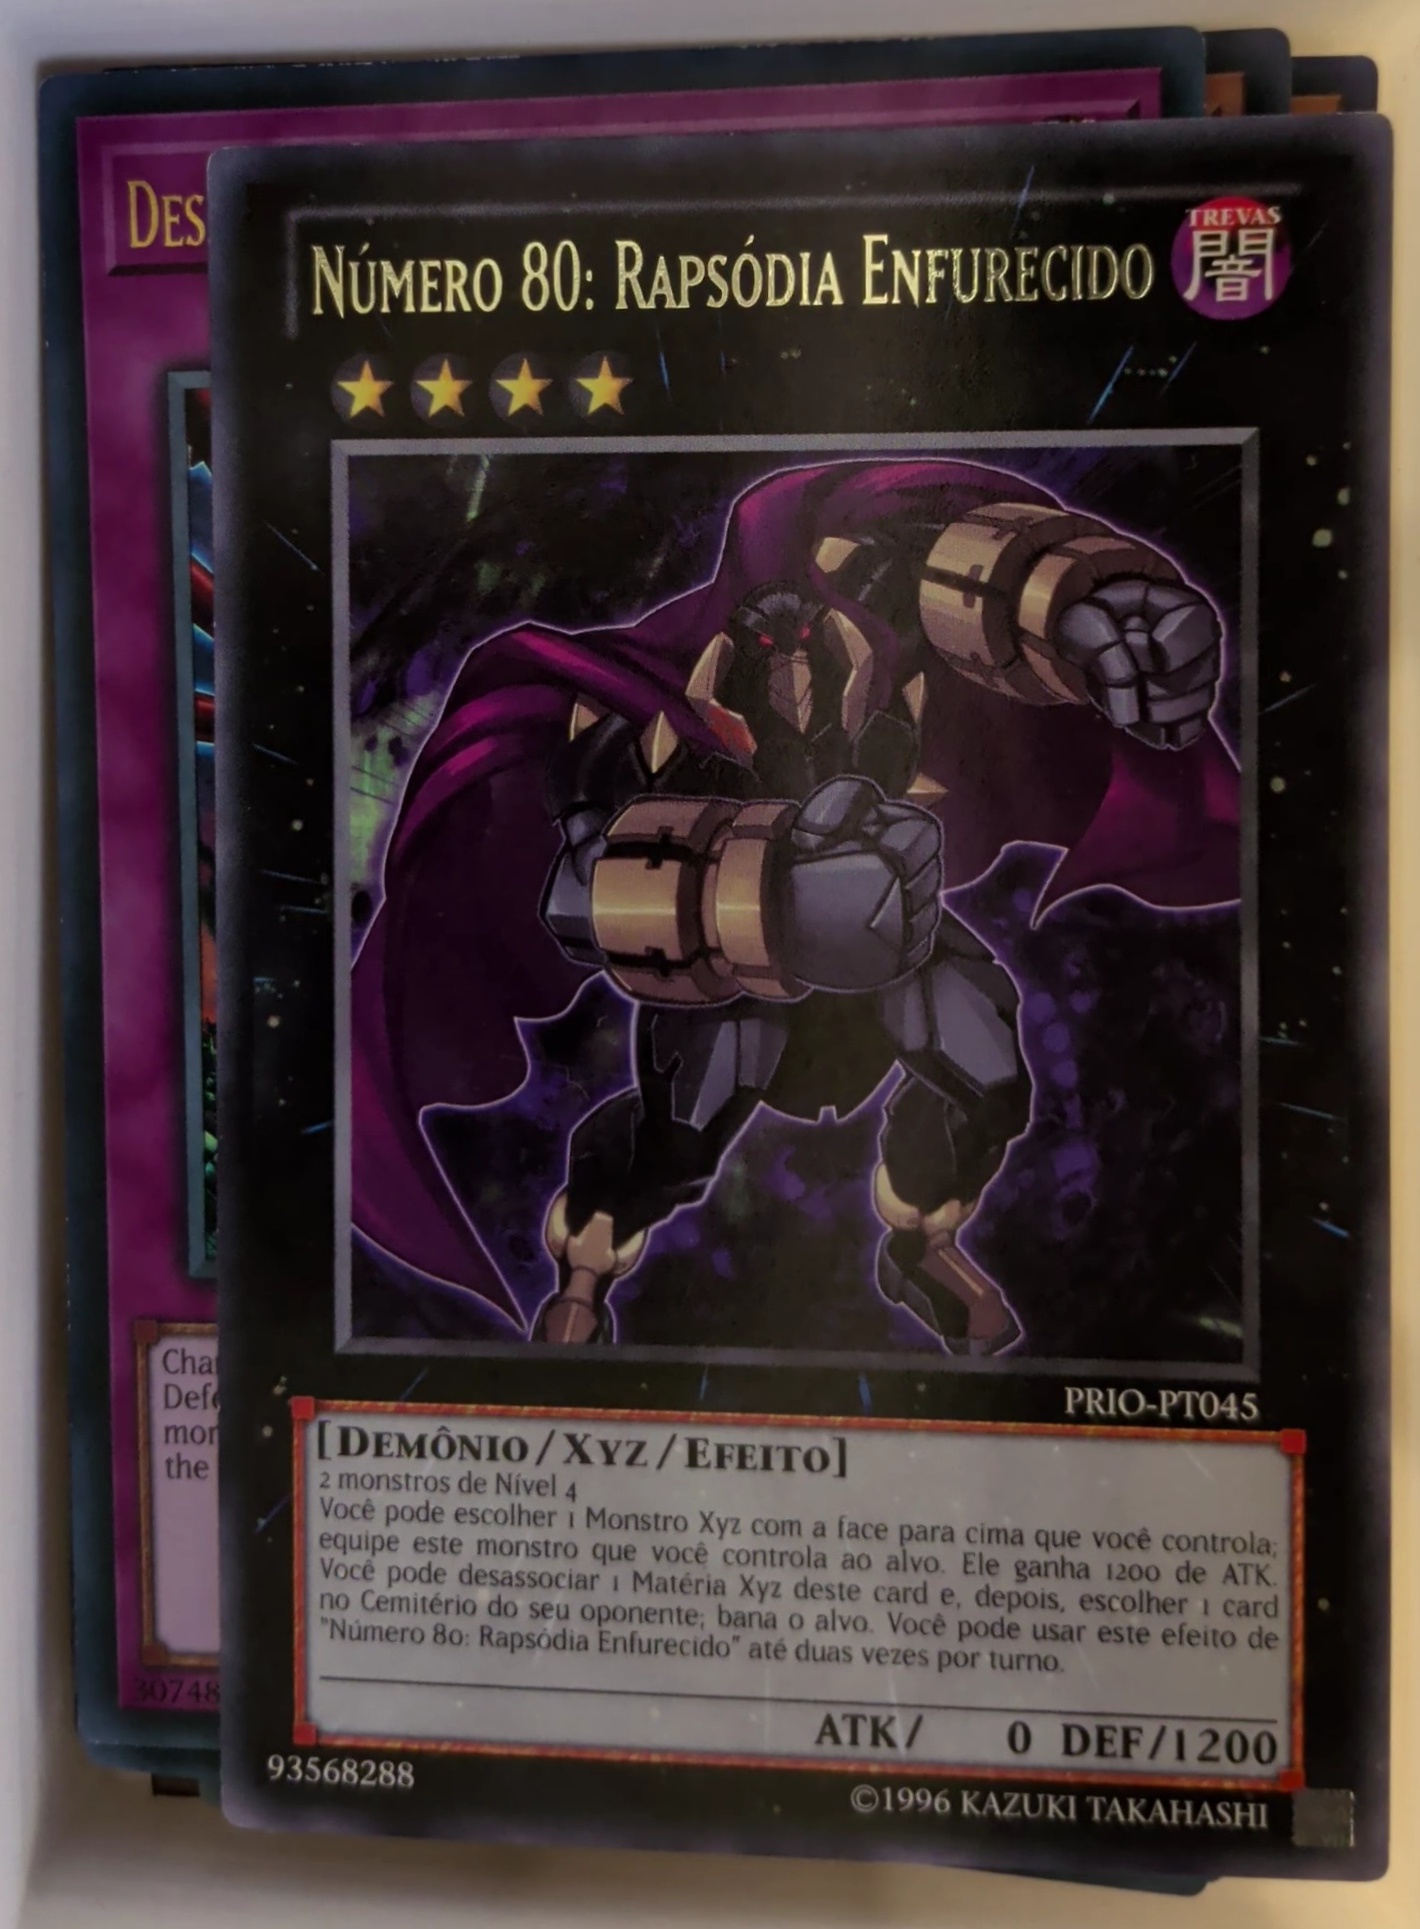 DES
NÚMERO 80: RAPSÓDIA ENFURECIDO
TREVAS
闇
PRIO-PT045
[DEMÔNIO/XYZ/EFEITO]
2 monstros de Nível 4
Você pode escolher 1 Monstro Xyz com a face para cima que você controla;
equipe este monstro que você controla ao alvo. Ele ganha 1200 de ATK.
Você pode desassociar 1 Matéria Xyz deste card e, depois, escolher 1 card
no Cemitério do seu oponente; bana o alvo. Você pode usar este efeito de
"Número 80: Rapsódia Enfurecido" até duas vezes por turno.
ATK/ 0 DEF/1200
93568288
©1996 KAZUKI TAKAHASHI
the
30748